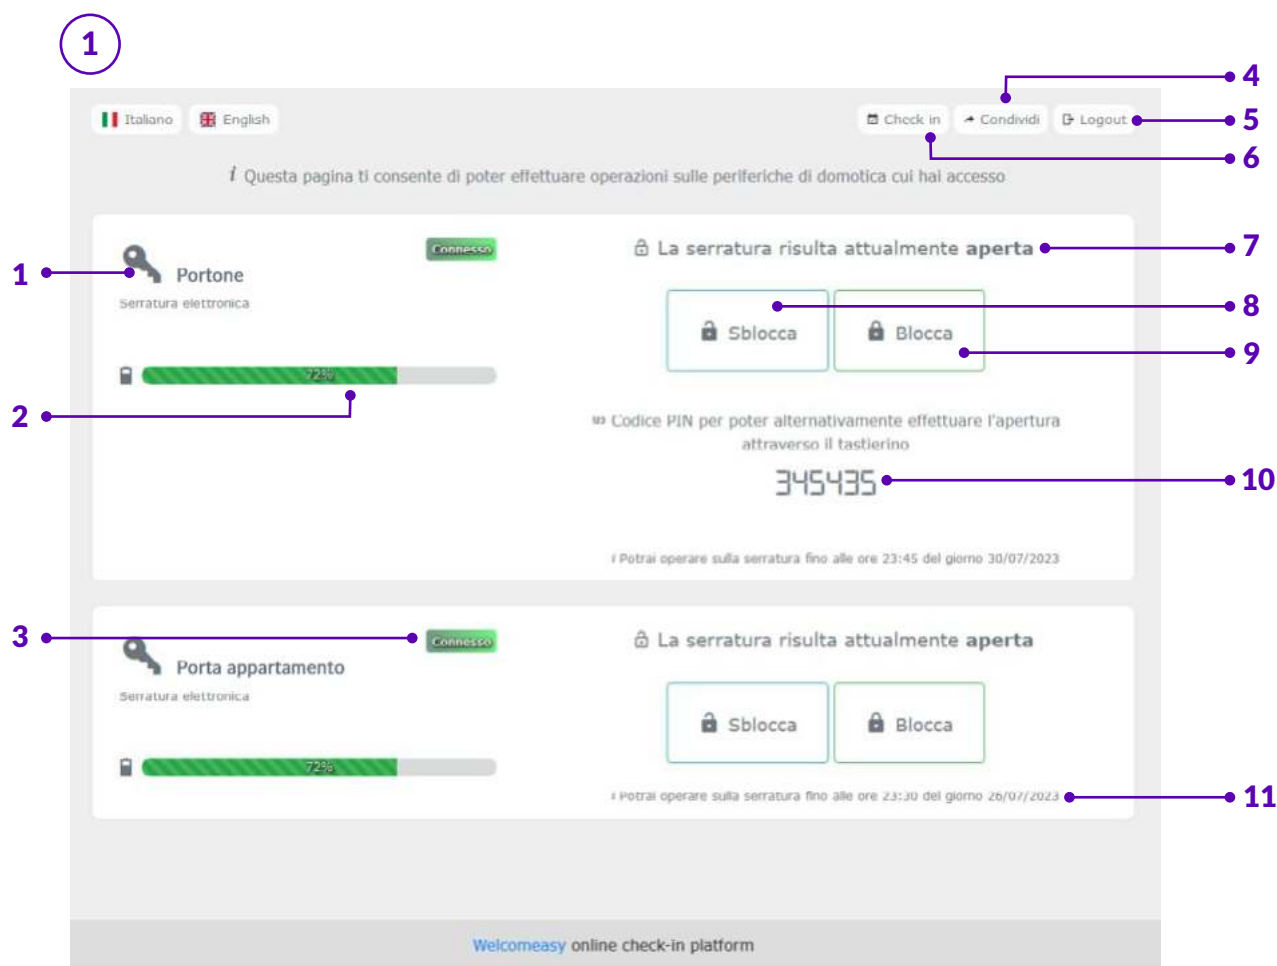 1
4
Italiano English Check in Condividi Logout 5
6
i Questa pagina ti consente di poter effettuare operazioni sulle periferiche di domotica cui hai accesso
Connesso La serratura risulta attualmente aperta 7
1 Portone
Serratura elettronica
8
Sblocca Blocca
9
72%
2
123 Codice PIN per poter alternativamente effettuare l'apertura
attraverso il tastierino
345435 10
i Potrai operare sulla serratura fino alle ore 23:45 del giorno 30/07/2023
3 Connesso La serratura risulta attualmente aperta
Porta appartamento
Serratura elettronica
Sblocca Blocca
72%
i Potrai operare sulla serratura fino alle ore 23:30 del giorno 26/07/2023 11
Welcomeasy online check-in platform